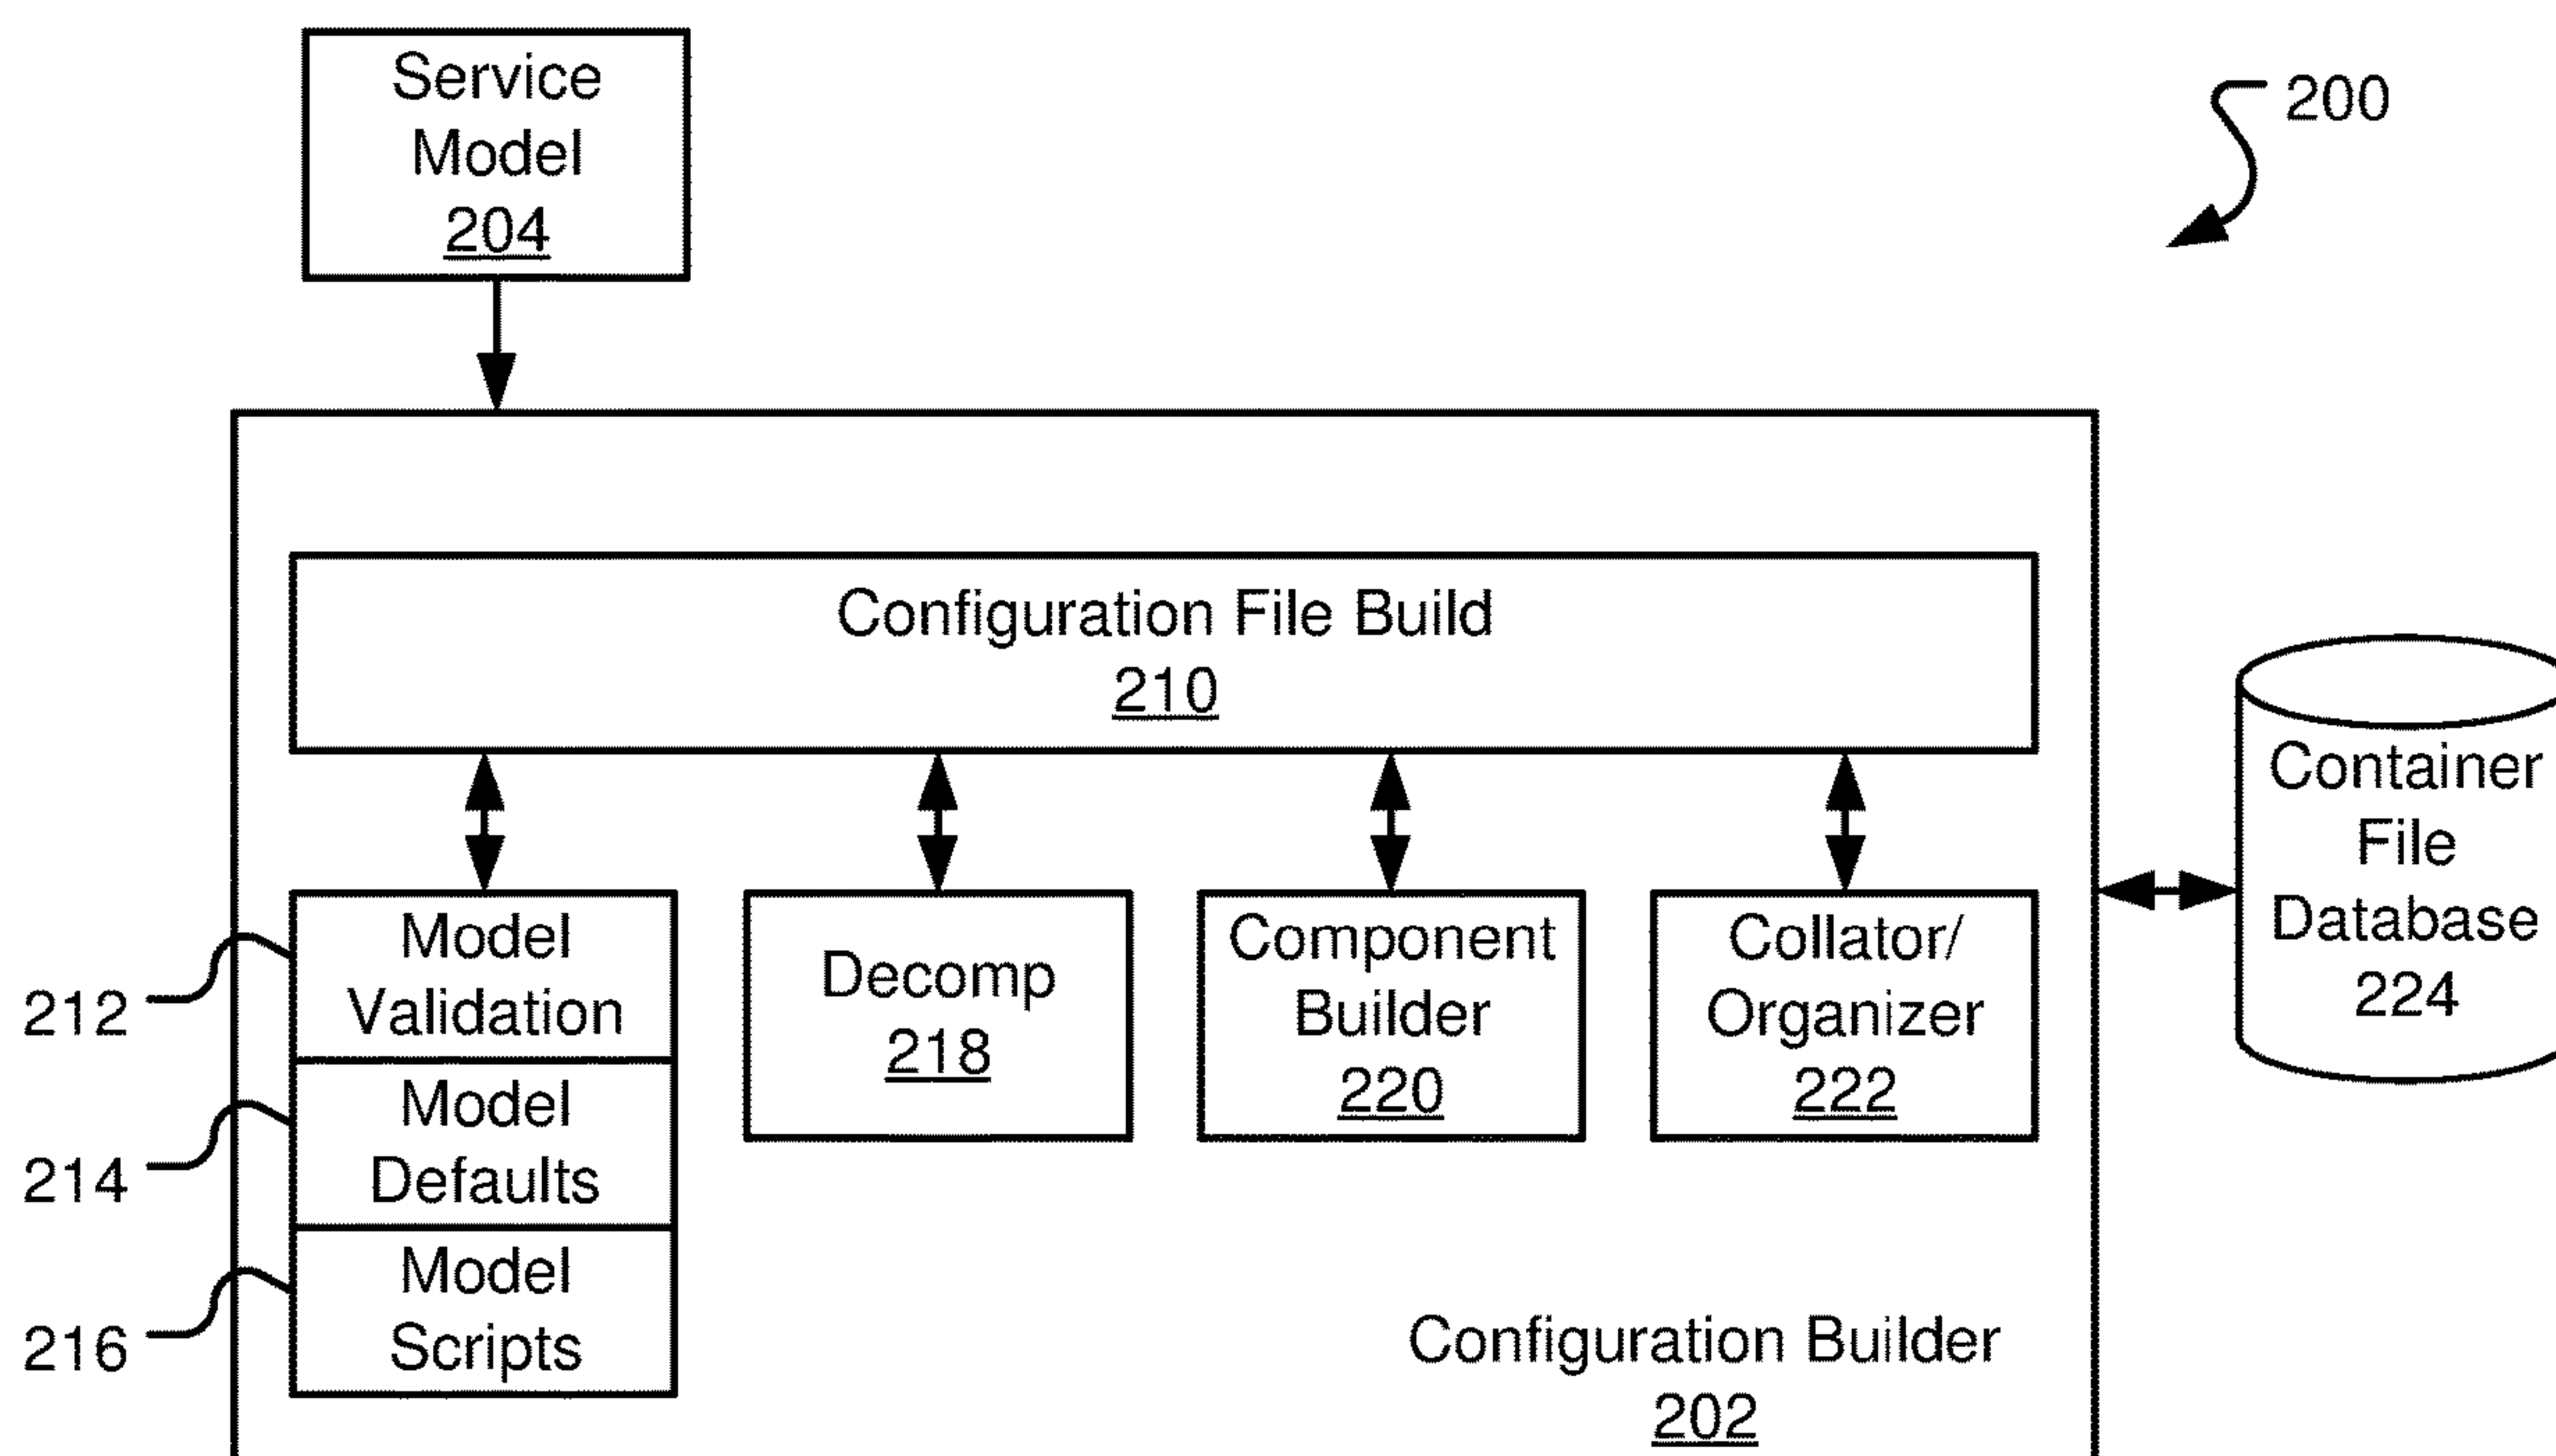 Service
Model
204
200
Configuration File Build
210
Container
File
Database
224
Model
Validation
212
Model
Defaults
214
Model
Scripts
216
Decomp
218
Component
Builder
220
Collator/
Organizer
222
Configuration Builder
202